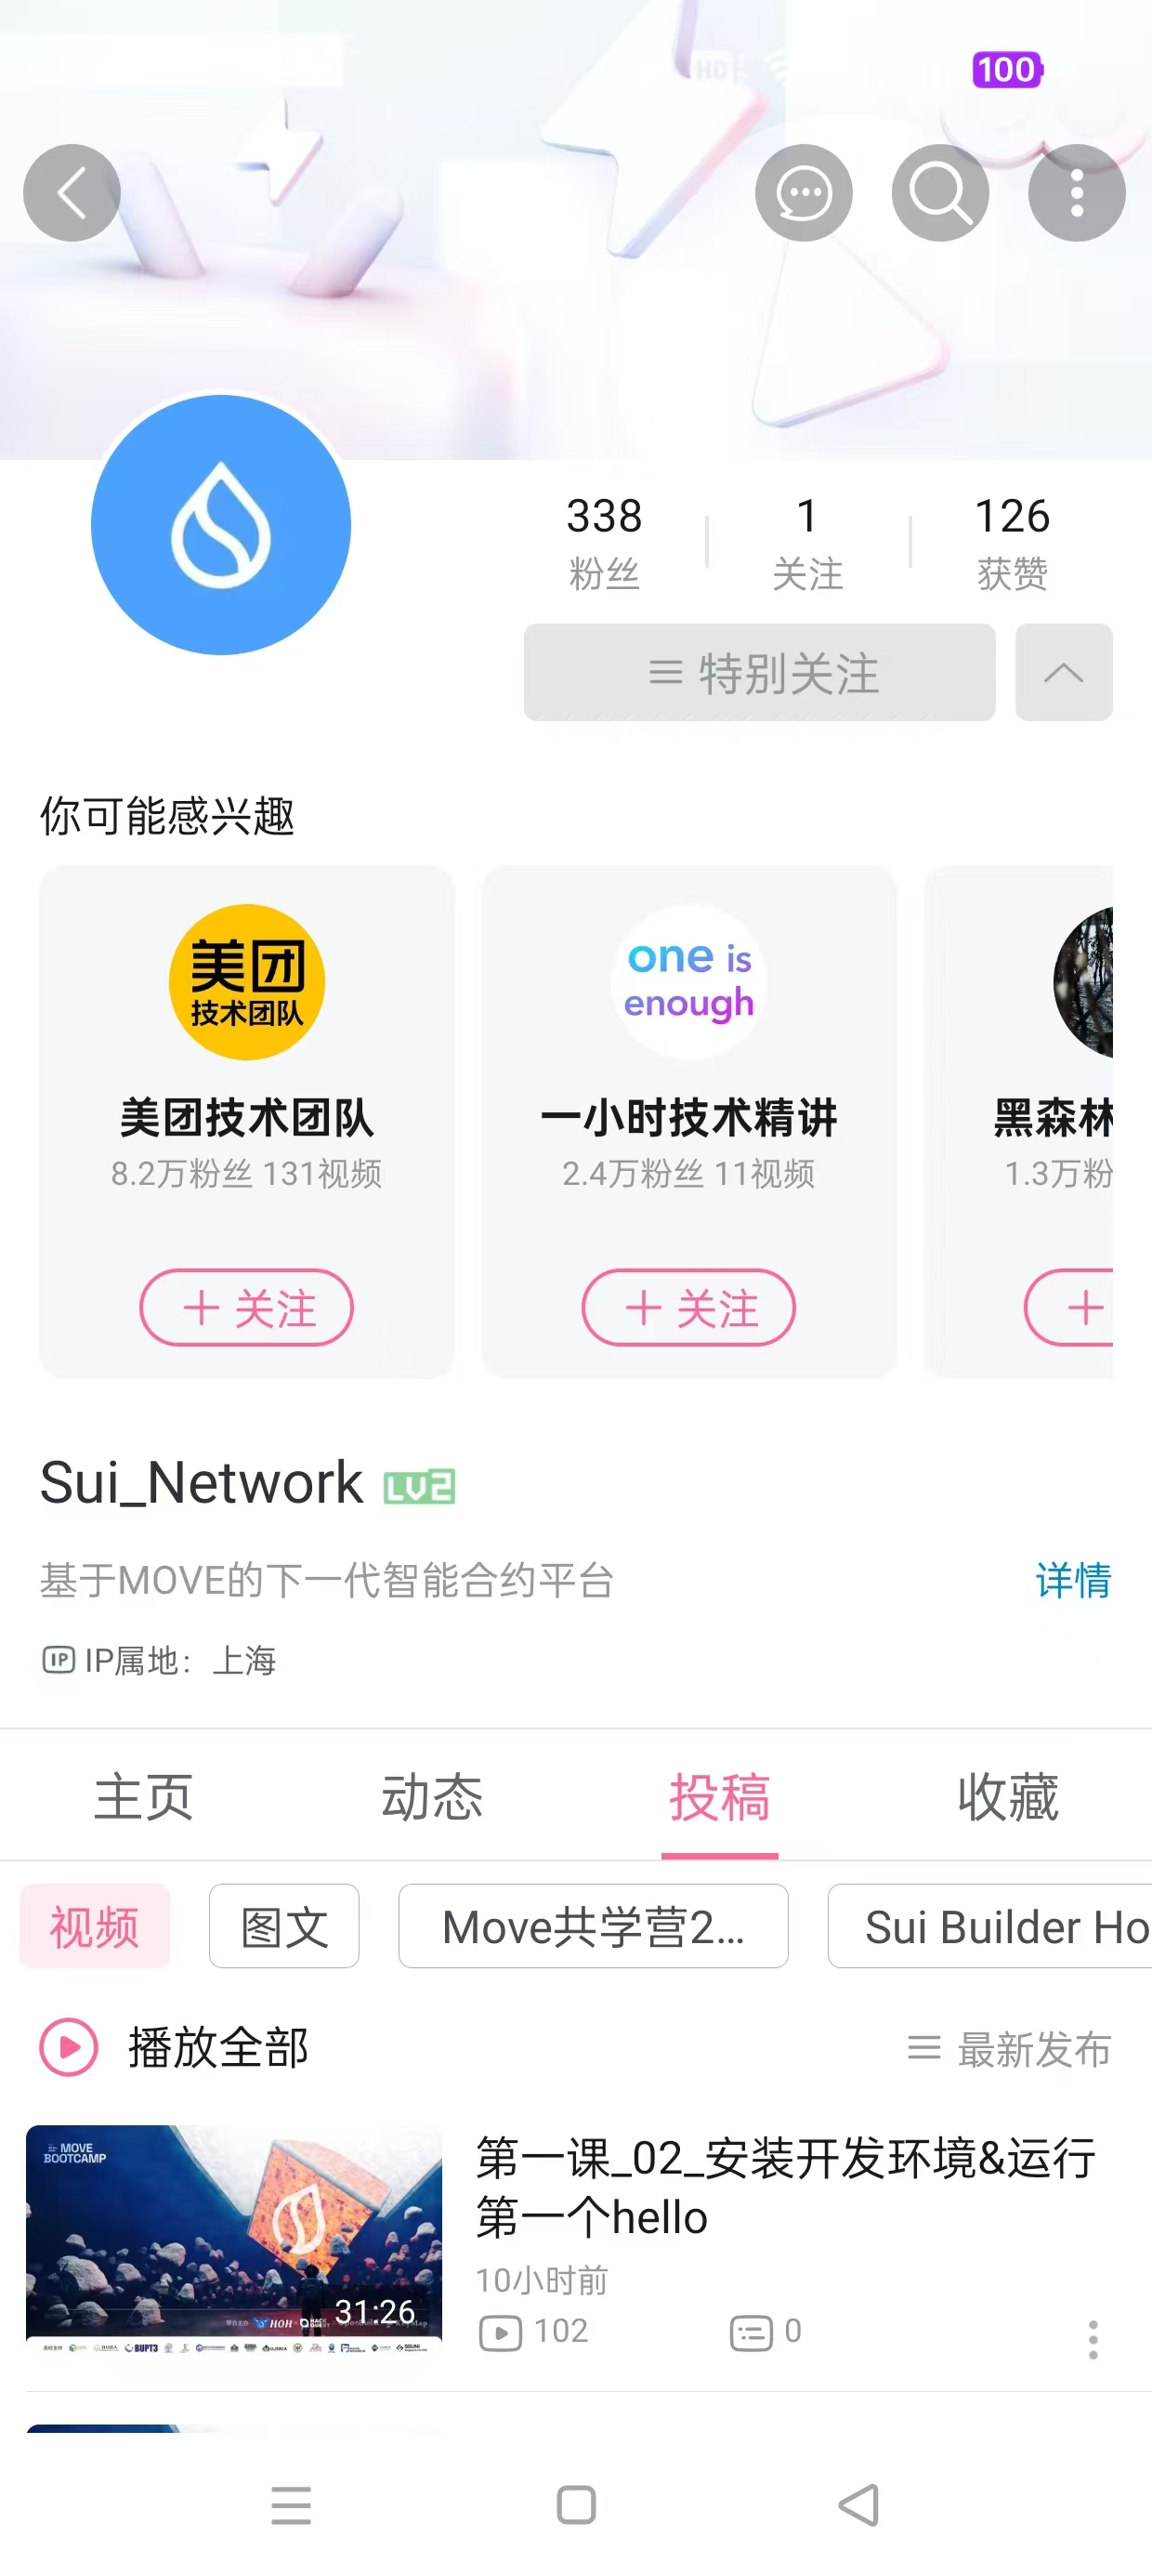 HD
100
338
粉丝
1
关注
126
获赞
特别关注
你可能感兴趣
美团
技术团队
美团技术团队
8.2万粉丝 131视频
关注
one is
enough
一小时技术精讲
2.4万粉丝 11视频
关注
黑森林
1.3万粉
Sui_Network LV2
基于MOVE的下一代智能合约平台
详情
IP IP属地：上海
主页
动态
投稿
收藏
视频
图文
Move共学营2...
Sui Builder Ho
播放全部
最新发布
MOVE
BOOTCAMP
HOH
31:26
BUPT3
第一课_02_安装开发环境&运行
第一个hello
10小时前
102
0